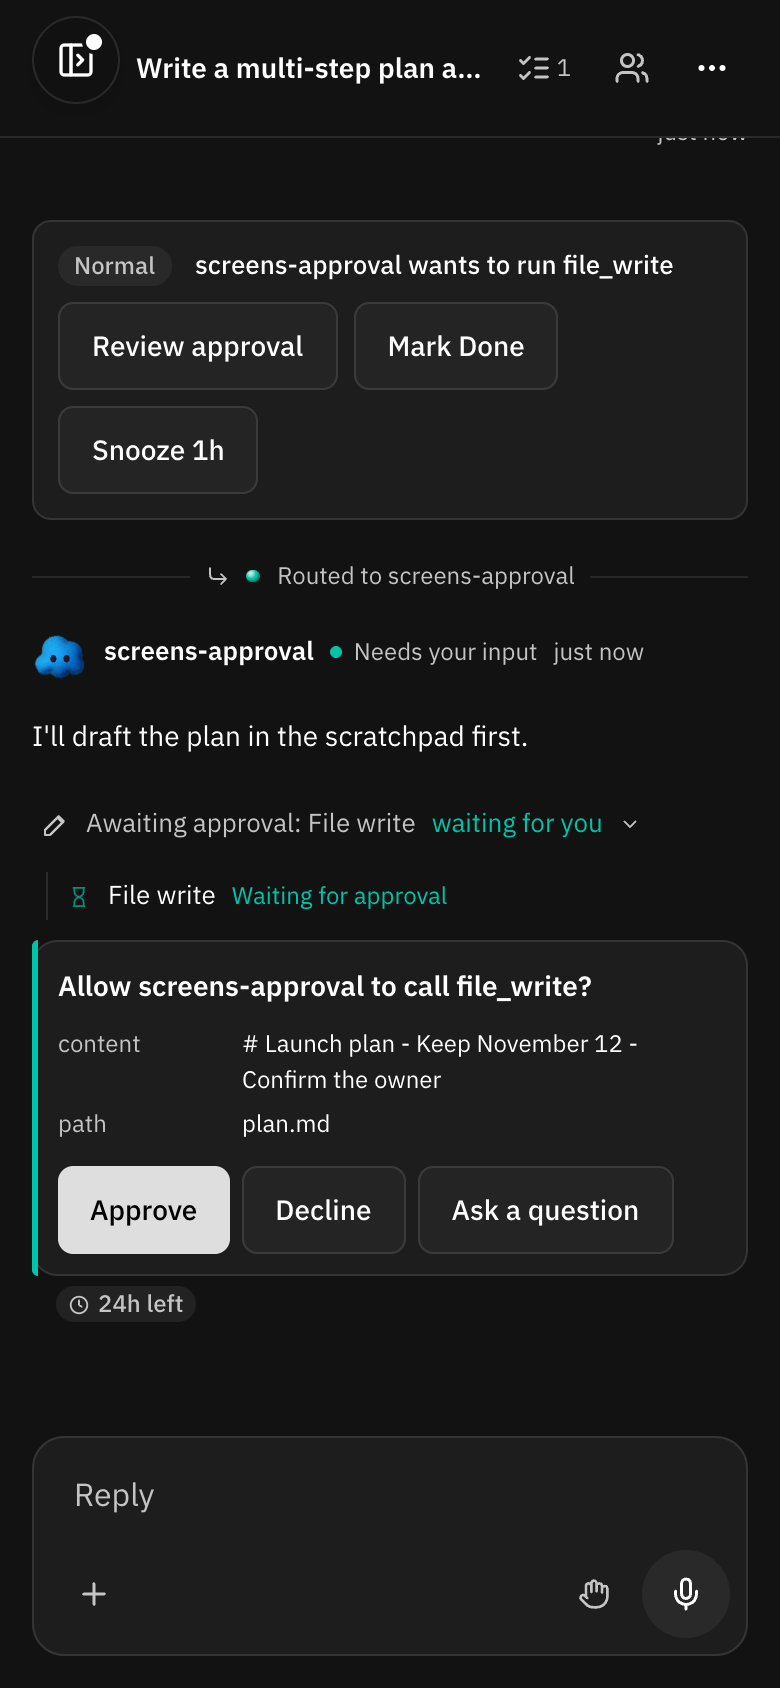 Write a multi-step plan a...
1
just now
Normal
screens-approval wants to run file_write
Review approval
Mark Done
Snooze 1h
Routed to screens-approval
screens-approval
Needs your input
just now
I'll draft the plan in the scratchpad first.
Awaiting approval: File write
waiting for you
File write
Waiting for approval
Allow screens-approval to call file_write?
content
# Launch plan - Keep November 12 -
Confirm the owner
path
plan.md
Approve
Decline
Ask a question
24h left
Reply